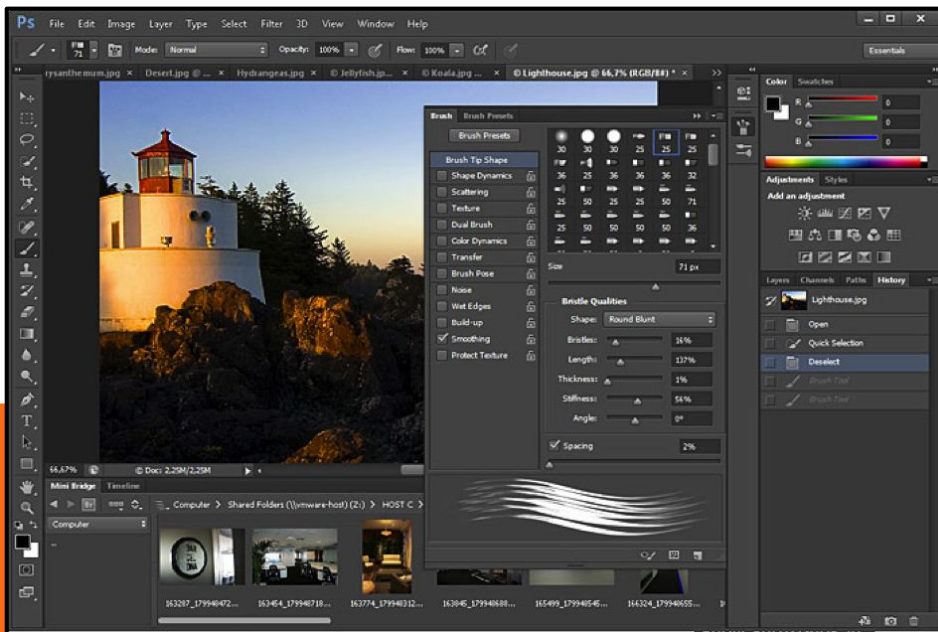 Ps File Edit Image Layer Type Select Filter 3D View Window Help
71 Mode: Normal Opacity: 100% Flow: 100% Essentials
rysanthemum.jpg × Desert.jpg @ ... × Hydrangeas.jpg × © Jellyfish.jp... × © Koala.jpg ... × © Lighthouse.jpg @ 66,7% (RGB/8#) * ×
Brush Brush Presets
Brush Presets
Brush Tip Shape
Shape Dynamics
Scattering
Texture
Dual Brush
Color Dynamics
Transfer
Brush Pose
Noise
Wet Edges
Build-up
Smoothing
Protect Texture
30 30 30 25 25 25
36 25 36 36 36 32
25 50 25 25 50 71
25 50 50 50 50 36
Size 71 px
Bristle Qualities
Shape: Round Blunt
Bristles: 16%
Length: 137%
Thickness: 1%
Stiffness: 56%
Angle: 0°
Spacing 2%
Color Swatches
R 0
G 0
B 0
Adjustments Styles
Add an adjustment
Layers Channels Paths History
Lighthouse.jpg
Open
Quick Selection
Deselect
Brush Tool
Brush Tool
66,67% © Doc: 2,25M/2,25M
Mini Bridge Timeline
Computer > Shared Folders (\\vmware-host) (Z:) > HOST C >
Computer
163287_179948472... 163454_179948718... 163774_179948312... 163845_179948688... 165499_179948545... 166324_179948655...